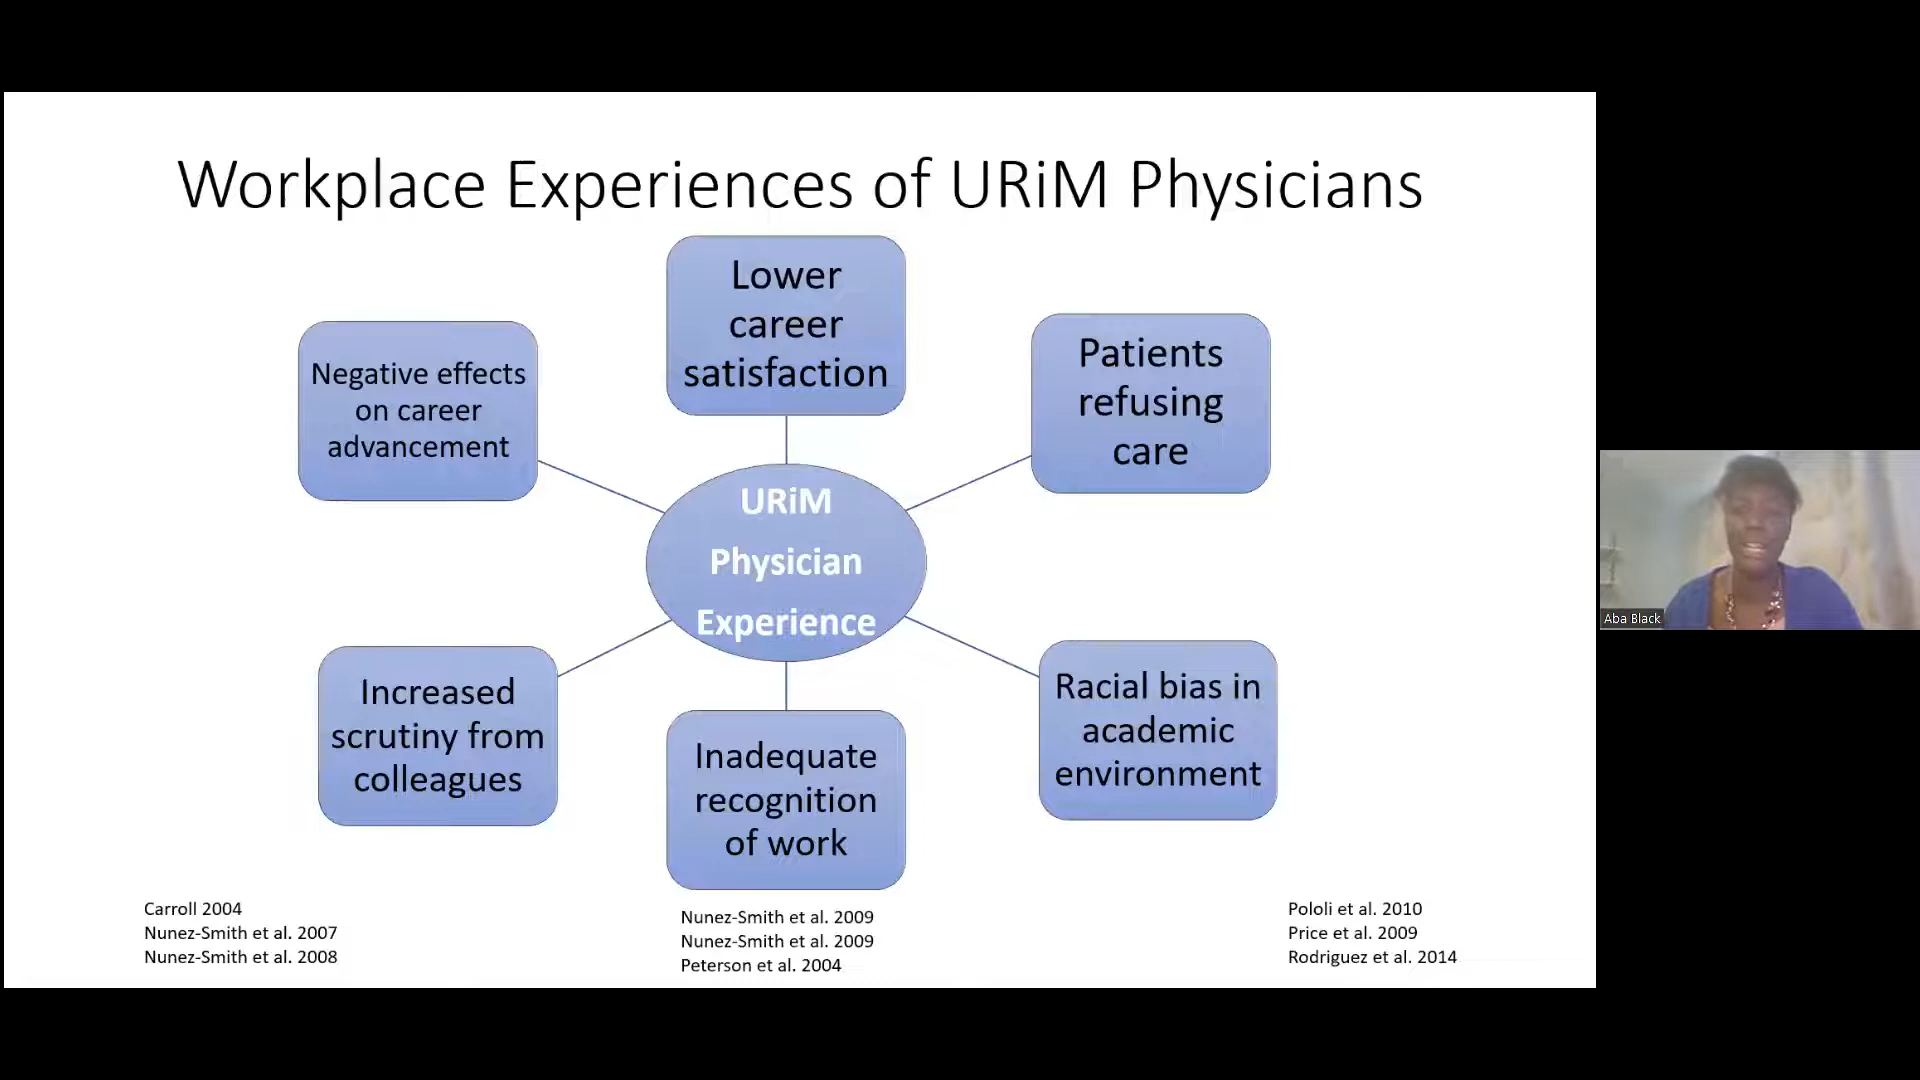 Workplace Experiences of URiM Physicians
Lower
career
satisfaction
Patients
refusing
care
Negative effects
on career
advancement
URiM
Physician
Experience
Increased
scrutiny from
colleagues
Inadequate
recognition
of work
Racial bias in
academic
environment
Carroll 2004
Nunez-Smith et al. 2007
Nunez-Smith et al. 2008
Nunez-Smith et al. 2009
Nunez-Smith et al. 2009
Peterson et al. 2004
Pololi et al. 2010
Price et al. 2009
Rodriguez et al. 2014
Aba Black